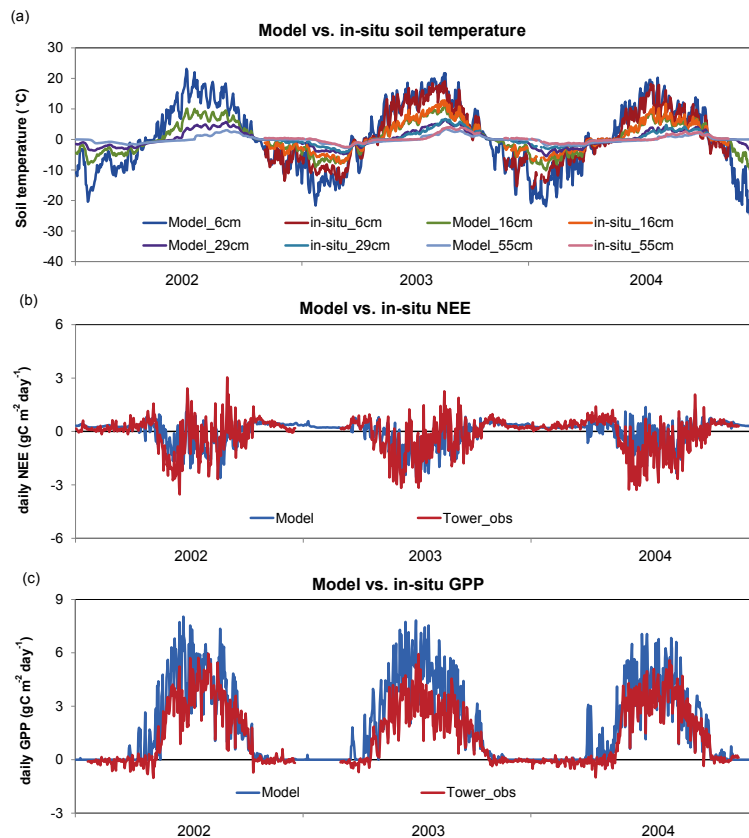 (a)
Model vs. in-situ soil temperature
30
20
10
0
-10
-20
-30
-40
Soil temperature (°C)
Model_6cm in-situ_6cm Model_16cm in-situ_16cm
Model_29cm in-situ_29cm Model_55cm in-situ_55cm
2002 2003 2004
(b)
Model vs. in-situ NEE
6
3
0
-3
-6
daily NEE (gC m-2 day-1)
Model Tower_obs
2002 2003 2004
(c)
Model vs. in-situ GPP
9
6
3
0
-3
daily GPP (gC m-2 day-1)
Model Tower_obs
2002 2003 2004